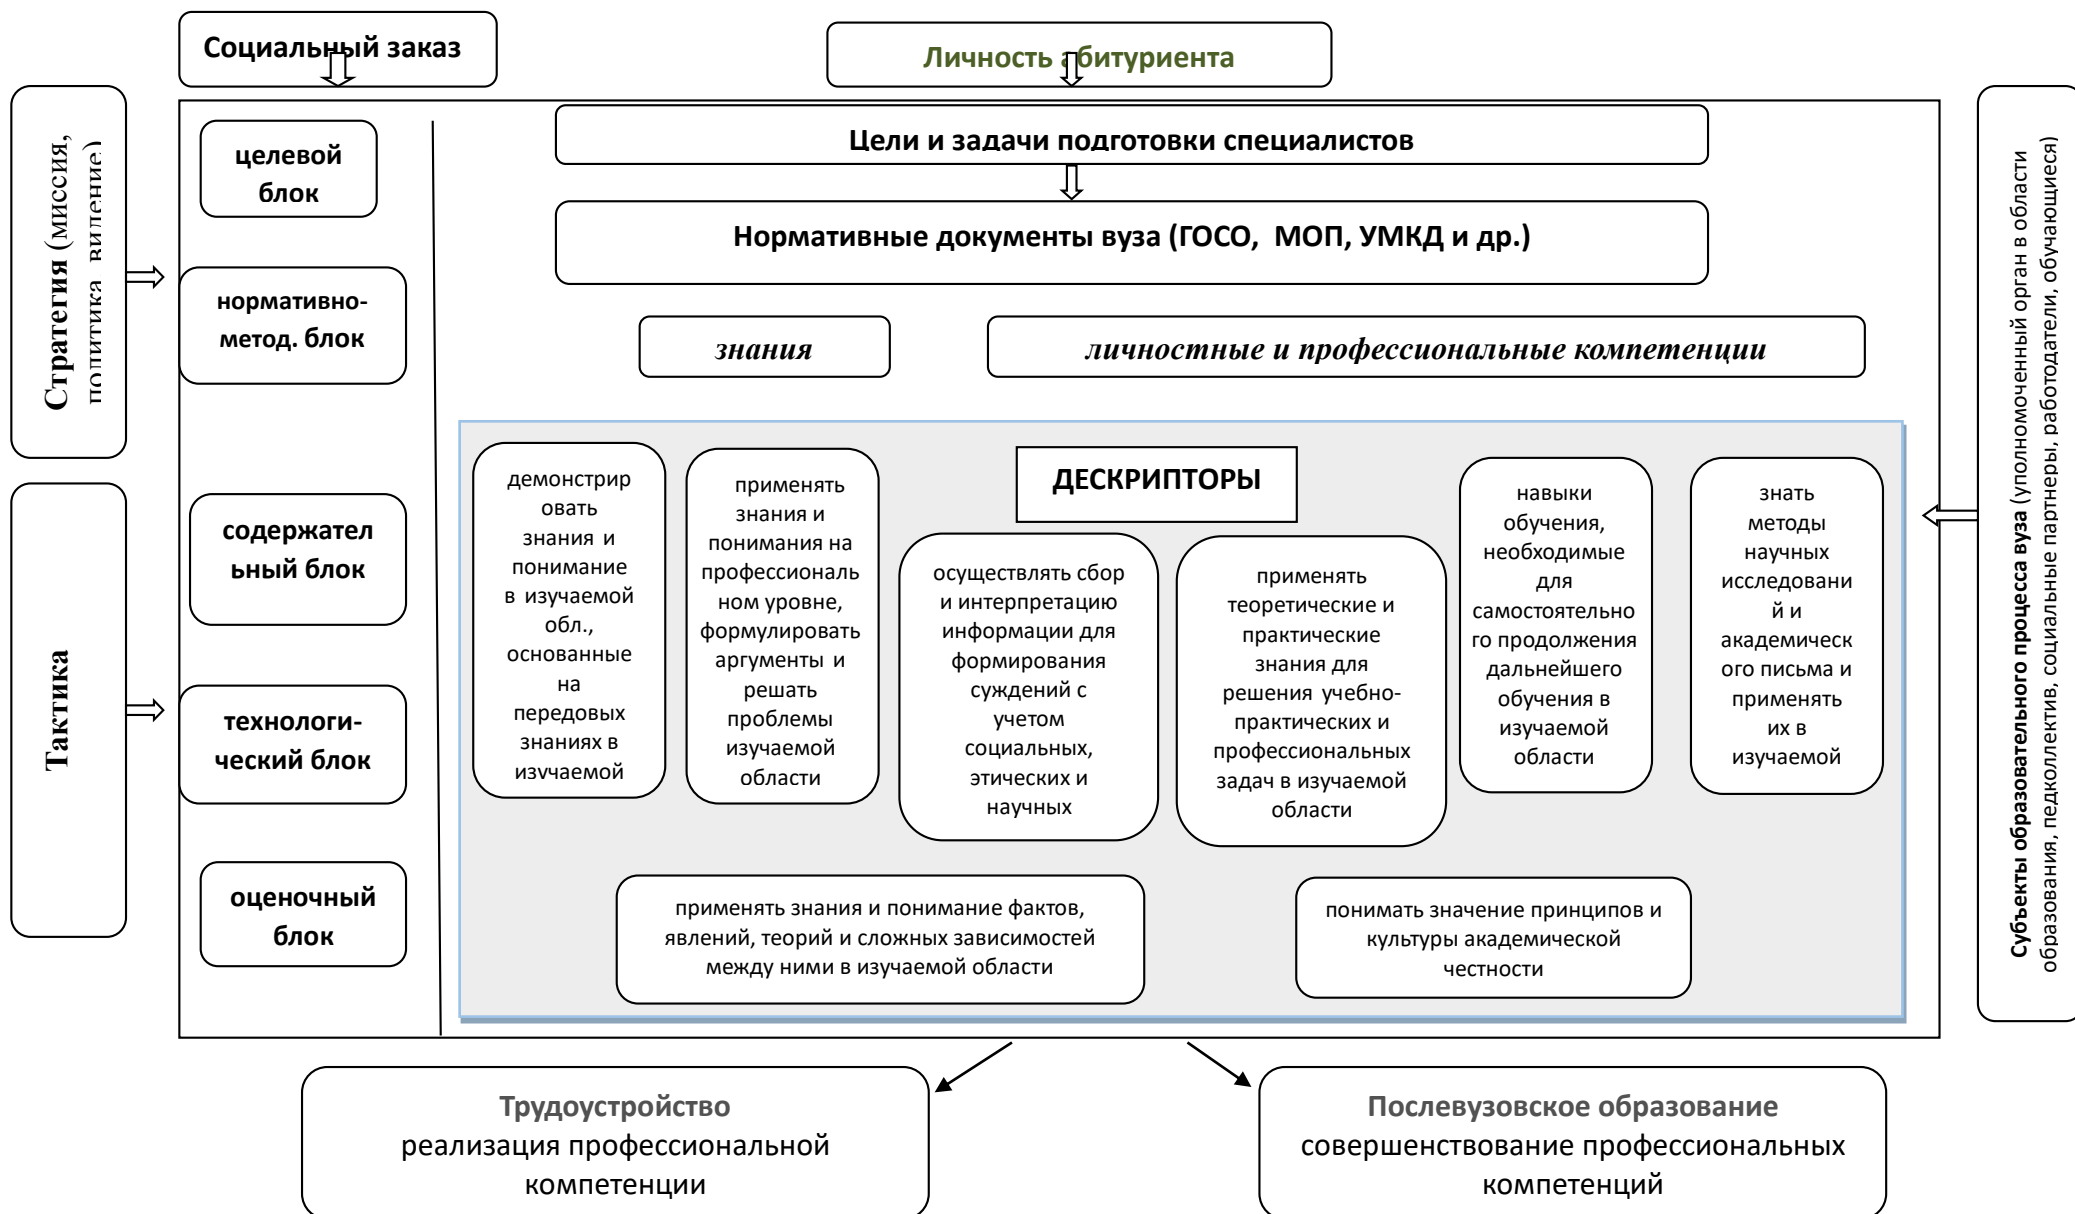 Социальный заказ
Личность абитуриента
Стратегия (миссия,
политика видение)
Тактика
целевой
блок
нормативно-
метод. блок
содержател
ьный блок
технологи-
ческий блок
оценочный
блок
Цели и задачи подготовки специалистов
Нормативные документы вуза (ГОСО, МОП, УМКД и др.)
знания
личностные и профессиональные компетенции
ДЕСКРИПТОРЫ
демонстрир
овать
знания и
понимание
в изучаемой
обл.,
основанные
на
передовых
знаниях в
изучаемой
применять
знания и
понимания на
профессиональ
ном уровне,
формулировать
аргументы и
решать
проблемы
изучаемой
области
осуществлять сбор
и интерпретацию
информации для
формирования
суждений с
учетом
социальных,
этических и
научных
применять
теоретические и
практические
знания для
решения учебно-
практических и
профессиональных
задач в изучаемой
области
навыки
обучения,
необходимые
для
самостоятельно
го продолжения
дальнейшего
обучения в
изучаемой
области
знать
методы
научных
исследовани
й и
академическ
ого письма и
применять
их в
изучаемой
применять знания и понимание фактов,
явлений, теорий и сложных зависимостей
между ними в изучаемой области
понимать значение принципов и
культуры академической
честности
Субъекты образовательного процесса вуза (уполномоченный орган в области
образования, педколлектив, социальные партнеры, работодатели, обучающиеся)
Трудоустройство
реализация профессиональной
компетенции
Послевузовское образование
совершенствование профессиональных
компетенций